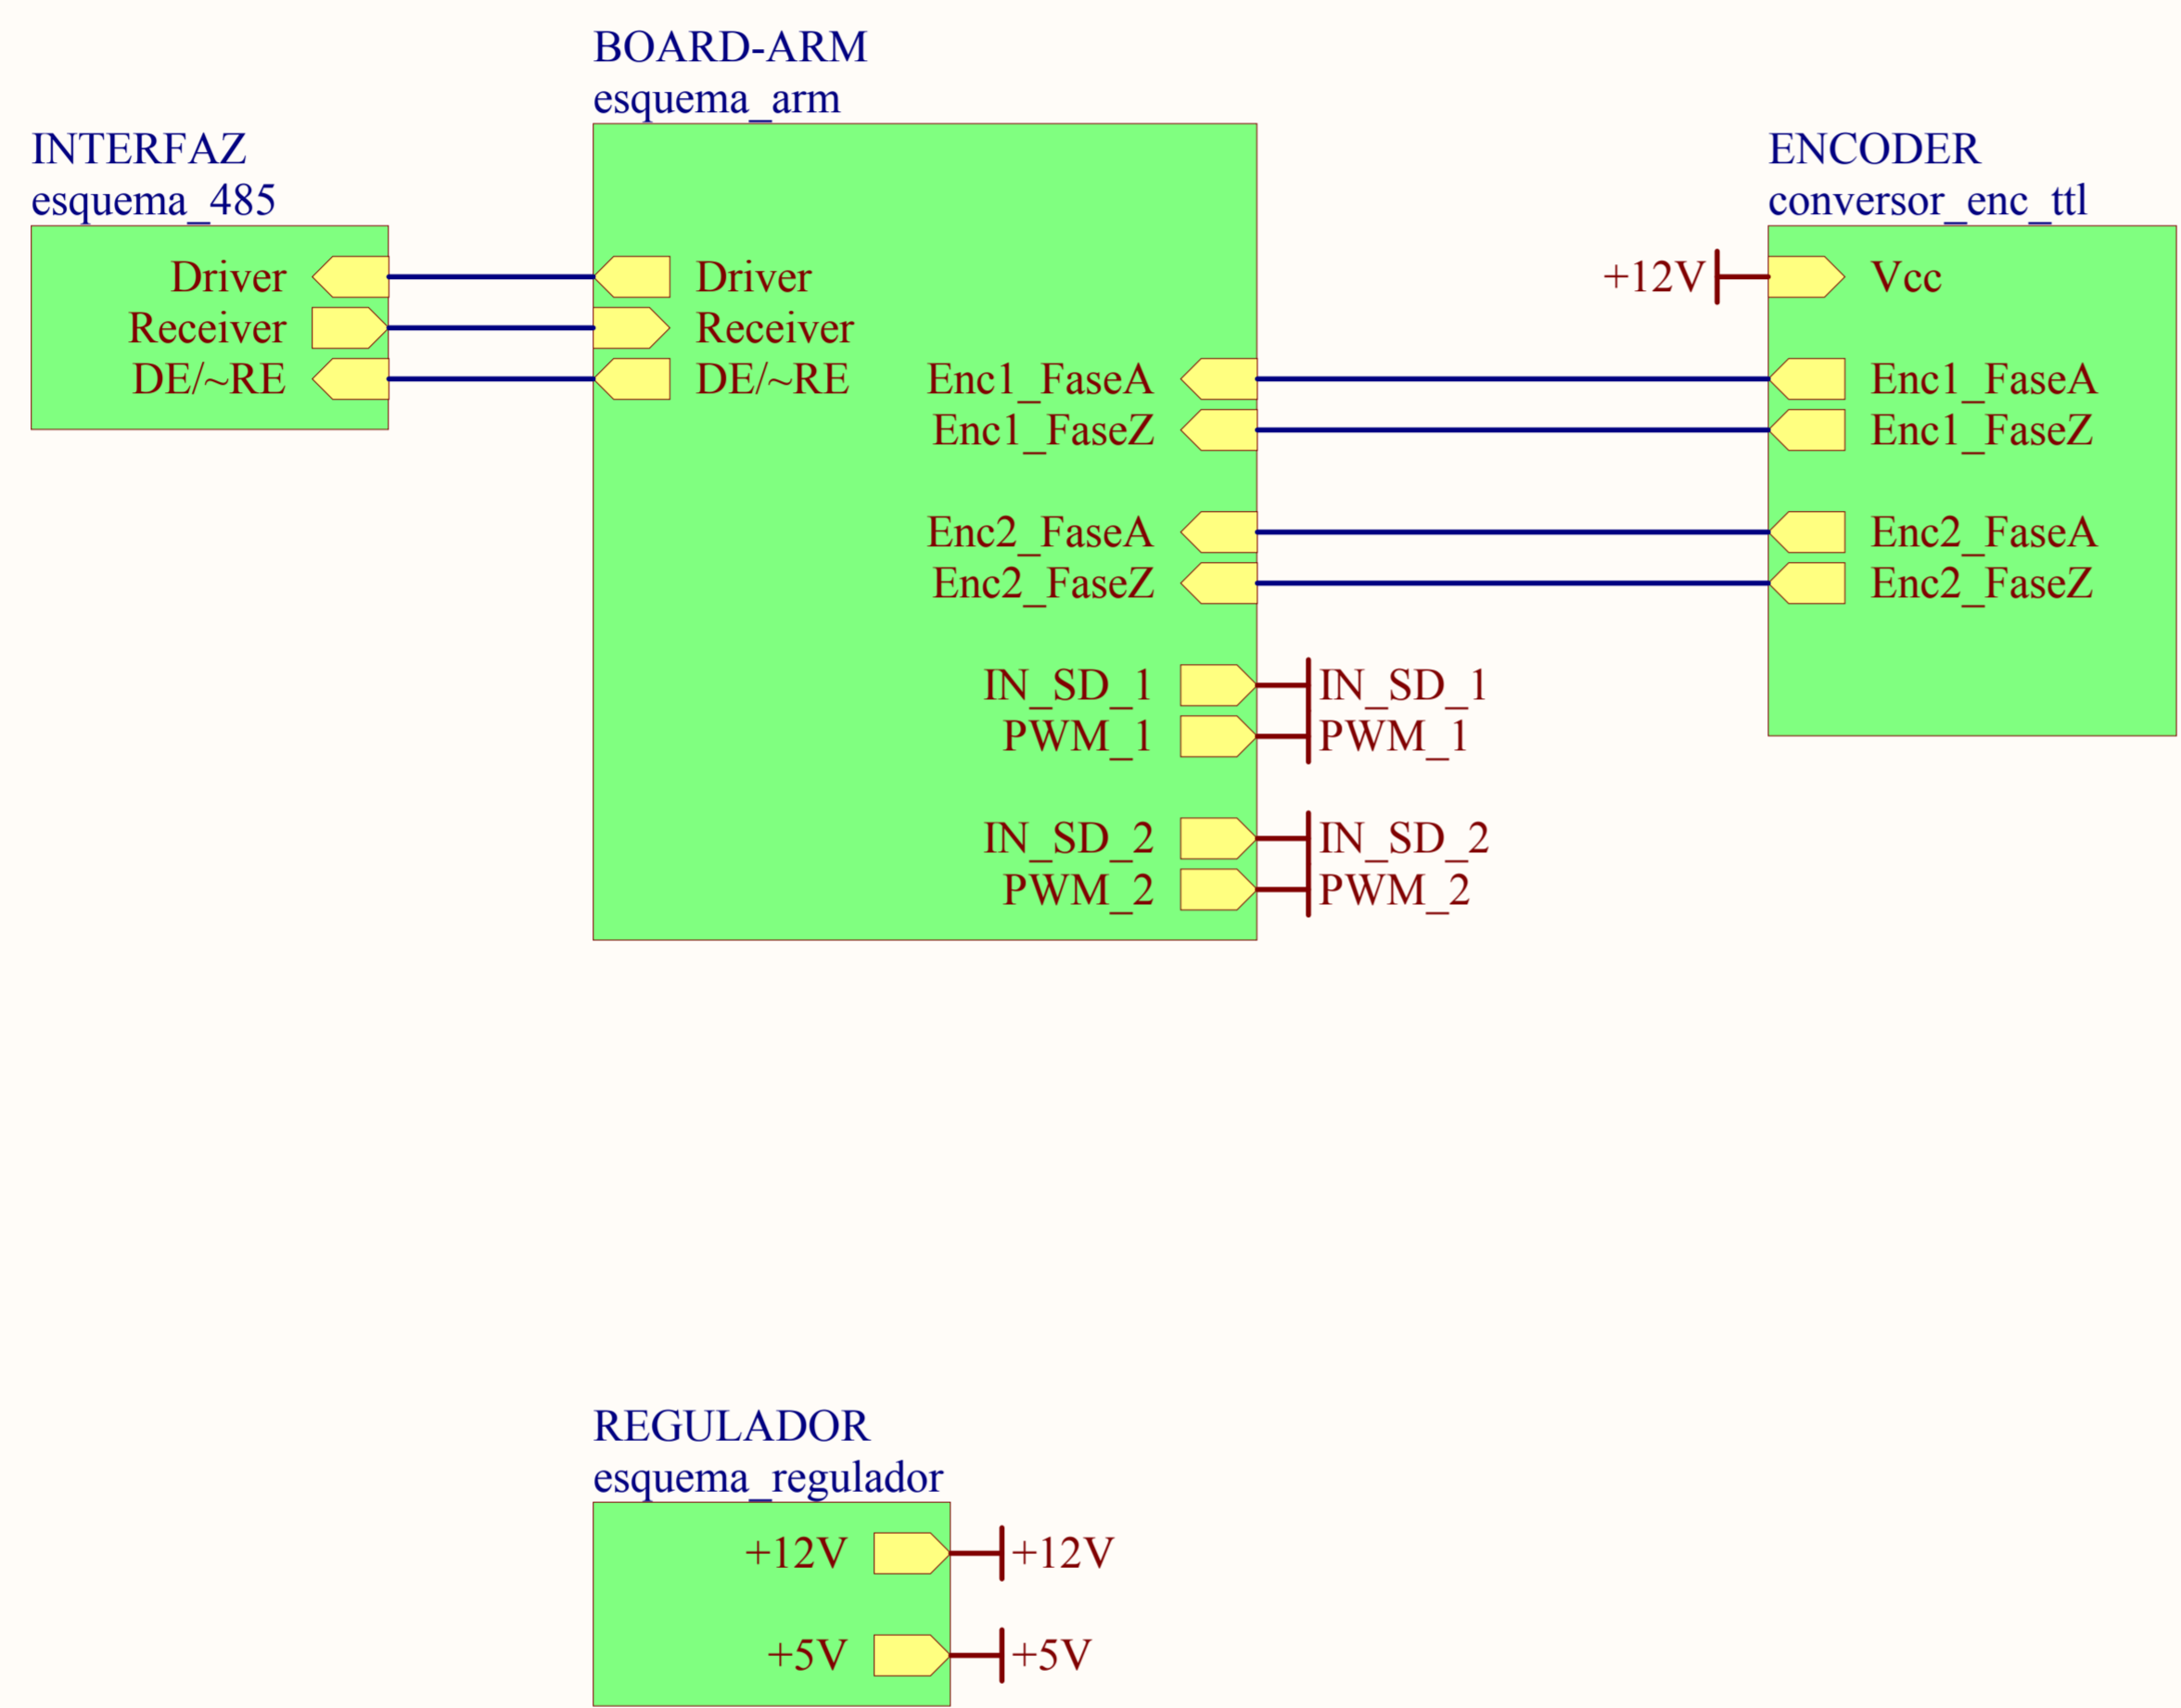 BOARD-ARM
esquema_arm
INTERFAZ
esquema_485
Driver
Receiver
DE/~RE
Driver
Receiver
DE/~RE
Enc1_FaseA
Enc1_FaseZ
Enc2_FaseA
Enc2_FaseZ
IN_SD_1
PWM_1
IN_SD_2
PWM_2
IN_SD_1
PWM_1
IN_SD_2
PWM_2
ENCODER
conversor_enc_ttl
+12V
Vcc
Enc1_FaseA
Enc1_FaseZ
Enc2_FaseA
Enc2_FaseZ
REGULADOR
esquema_regulador
+12V
+12V
+5V
+5V